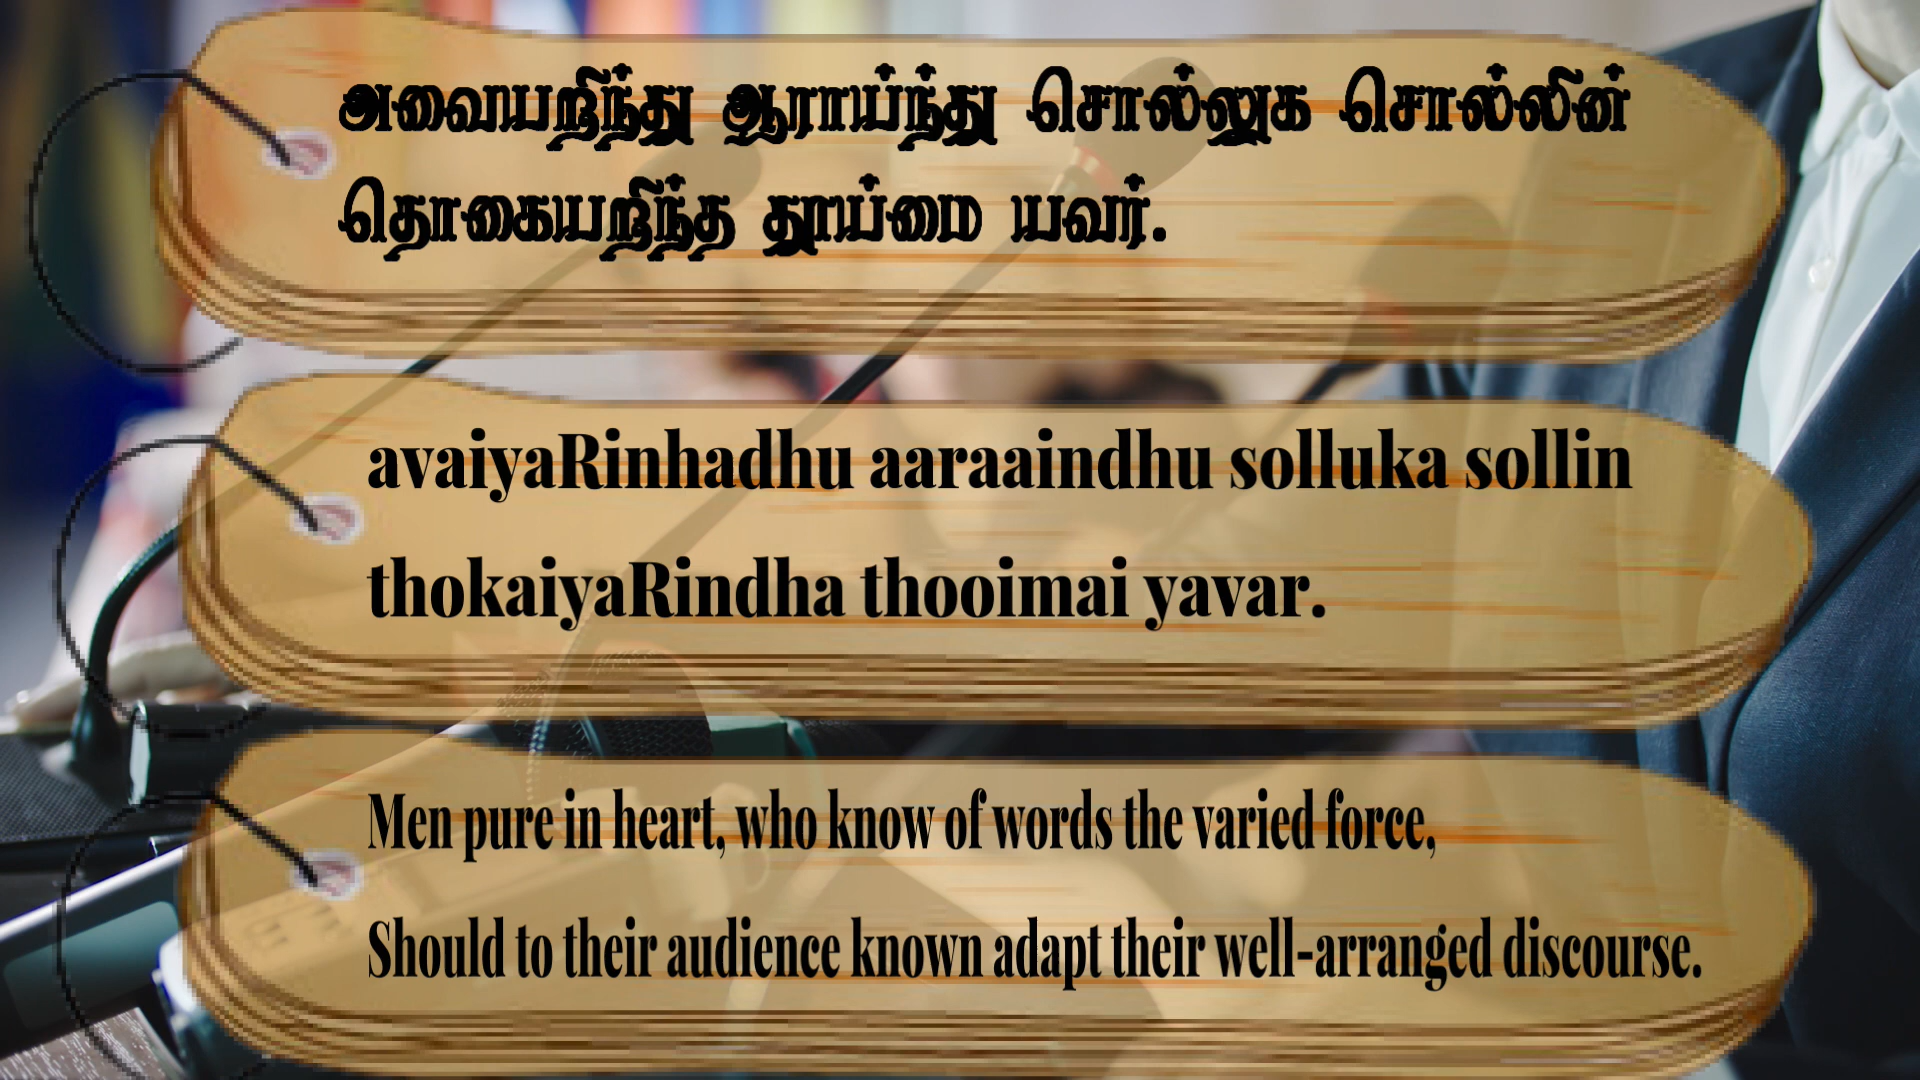 அவையறிந்து ஆராய்ந்து சொல்லுக சொல்லின்
தொகையறிந்த தூய்மை யவர்.
avaiyaRinhadhu aaraaindhu solluka sollin
thokaiyaRindha thooimai yavar.
Men pure in heart, who know of words the varied force,
Should to their audience known adapt their well-arranged discourse.